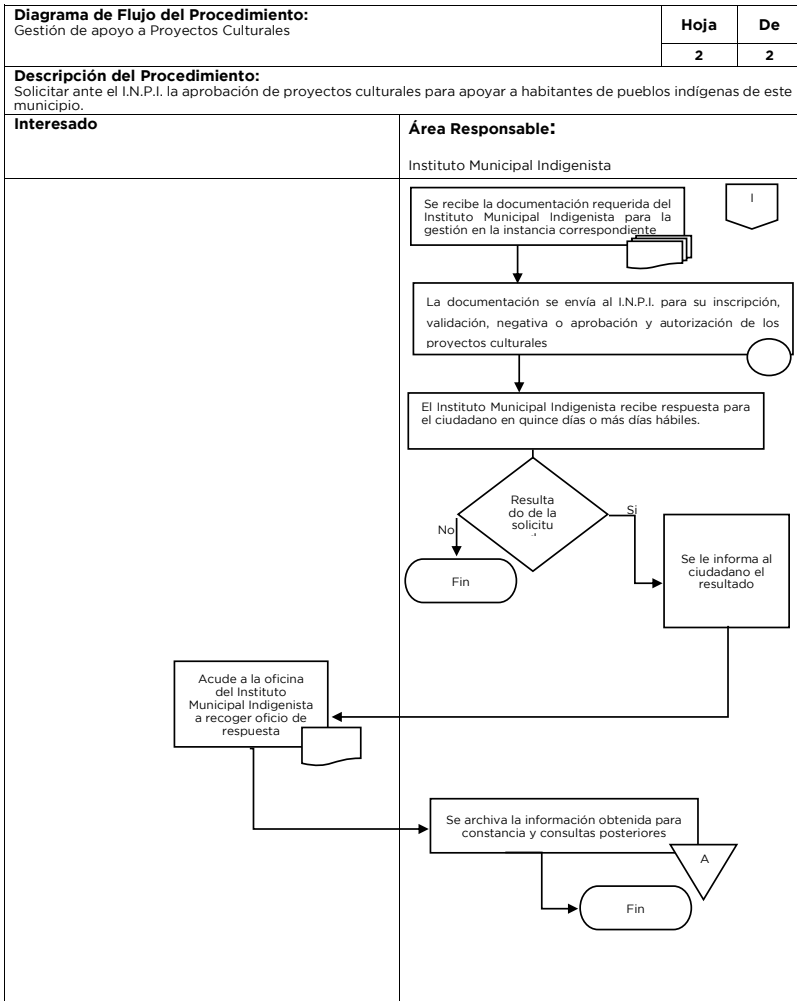 Diagrama de Flujo del Procedimiento:
Gestión de apoyo a Proyectos Culturales
Hoja
De
2
2
Descripción del Procedimiento:
Solicitar ante el I.N.P.I. la aprobación de proyectos culturales para apoyar a habitantes de pueblos indígenas de este
municipio.
Interesado
Área Responsable:
Instituto Municipal Indigenista
Se recibe la documentación requerida del
Instituto Municipal Indigenista para la
gestión en la instancia correspondiente
I
La documentación se envía al I.N.P.I. para su inscripción,
validación, negativa o aprobación y autorización de los
proyectos culturales
El Instituto Municipal Indigenista recibe respuesta para
el ciudadano en quince días o más días hábiles.
Resulta
do de la
solicitu
No
Si
Fin
Se le informa al
ciudadano el
resultado
Acude a la oficina
del Instituto
Municipal Indigenista
a recoger oficio de
respuesta
Se archiva la información obtenida para
constancia y consultas posteriores
A
Fin